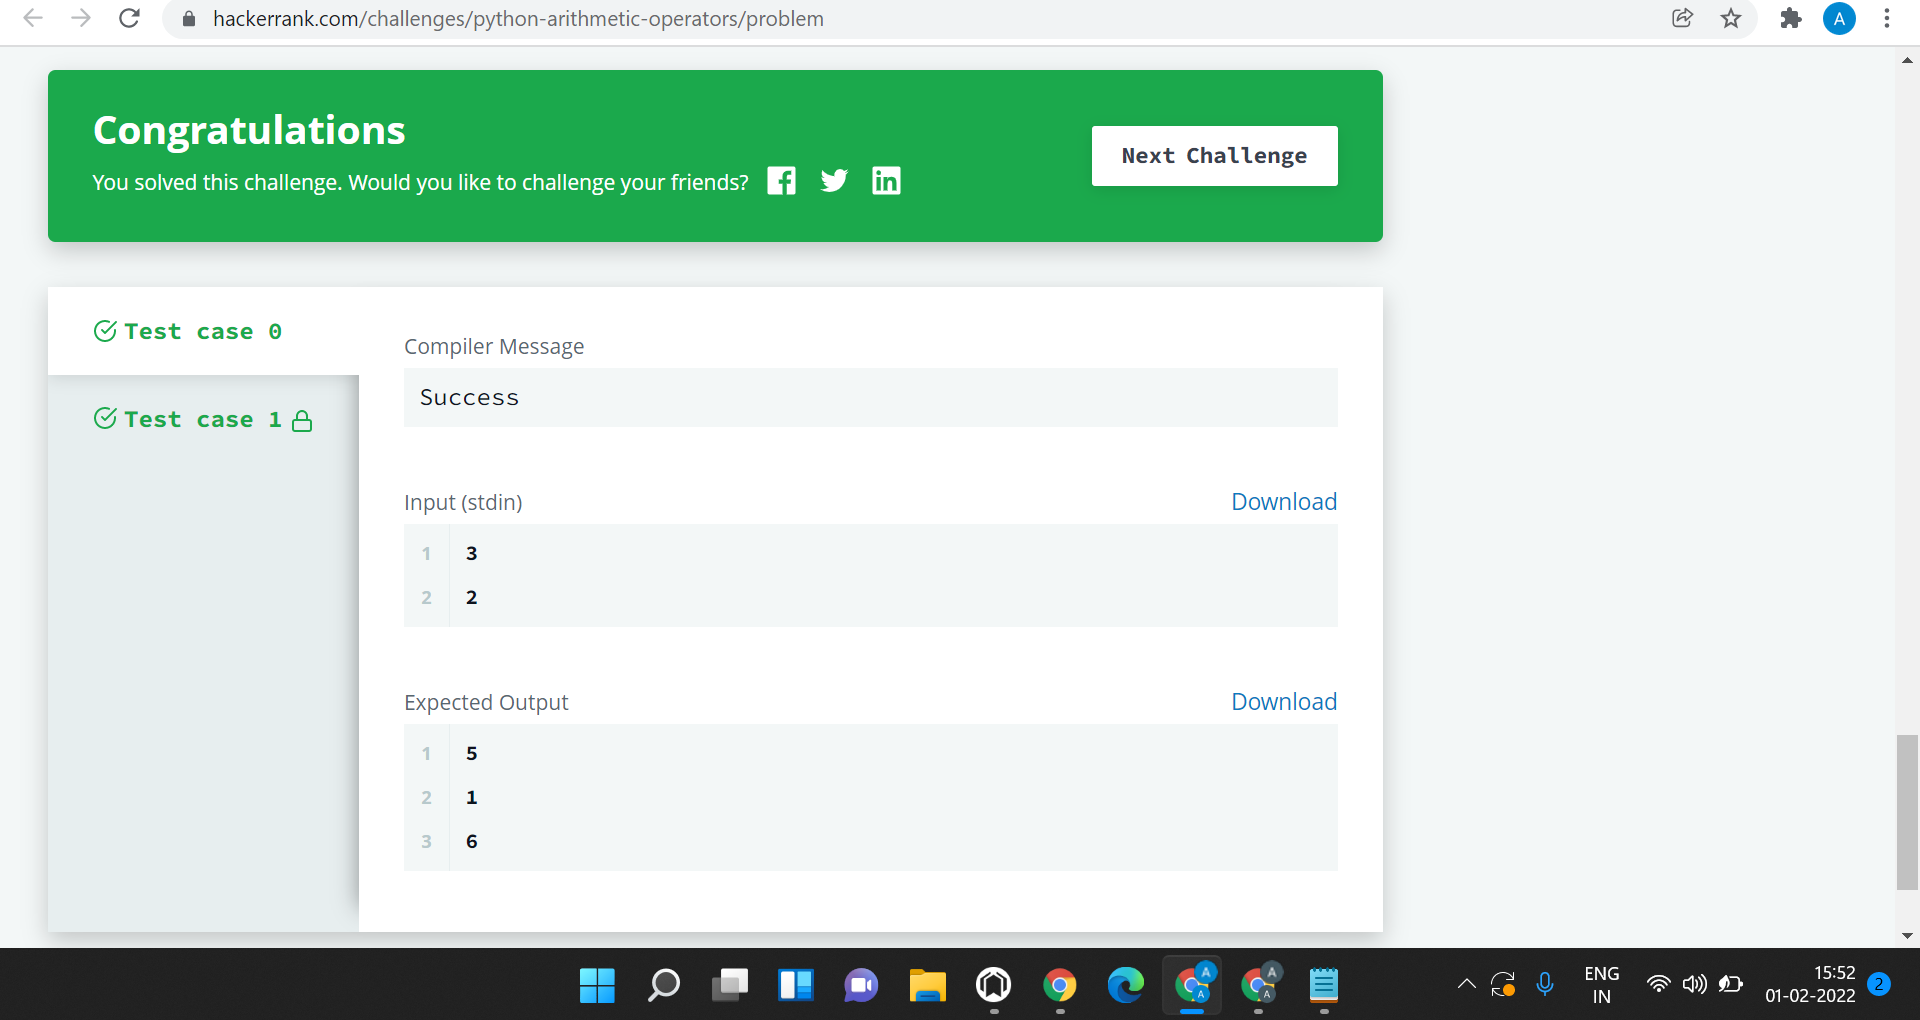 hackerrank.com/challenges/python-arithmetic-operators/problem
A
Congratulations
You solved this challenge. Would you like to challenge your friends?
Next Challenge
Test case 0
Test case 1
Compiler Message
Success
Input (stdin)
Download
1 3
2 2
Expected Output
Download
1 5
2 1
3 6
A
A
A
A
ENG
IN
15:52
01-02-2022
2